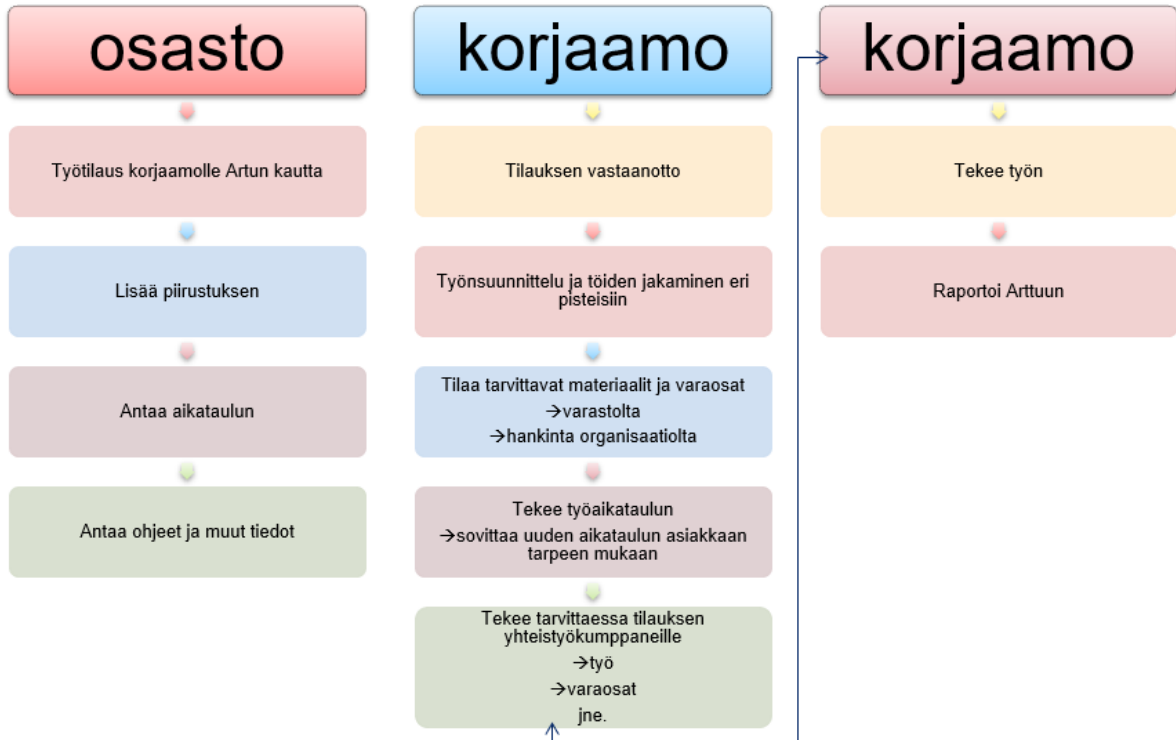 osasto
Työtilaus korjaamolle Artun kautta
Lisää piirustuksen
Antaa aikataulun
Antaa ohjeet ja muut tiedot
korjaamo
Tilauksen vastaanotto
Työnsuunnittelu ja töiden jakaminen eri
pisteisiin
Tilaa tarvittavat materiaalit ja varaosat
→varastolta
→hankinta organisaatiolta
Tekee työaikataulun
→sovittaa uuden aikataulun asiakkaan
tarpeen mukaan
Tekee tarvittaessa tilauksen
yhteistyökumppaneille
→työ
→varaosat
jne.
korjaamo
Tekee työn
Raportoi Arttuun